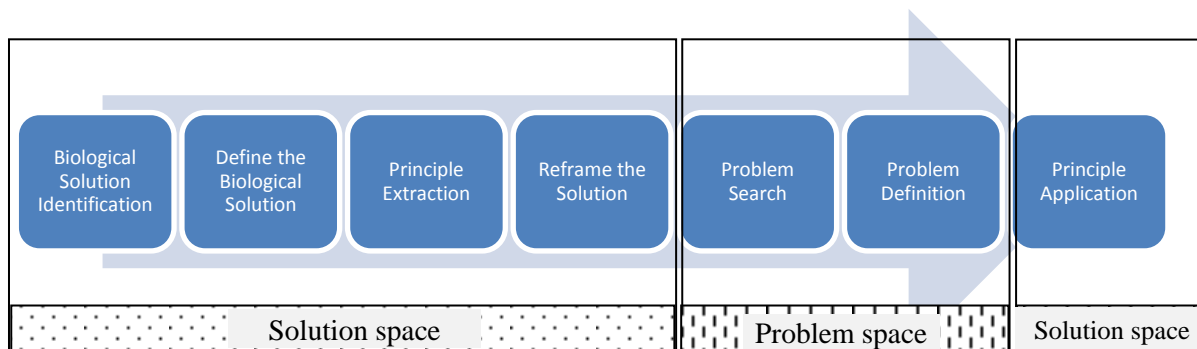 Biological
Solution
Identification
Define the
Biological
Solution
Principle
Extraction
Reframe the
Solution
Problem
Search
Problem
Definition
Principle
Application
Solution space
Problem space
Solution space